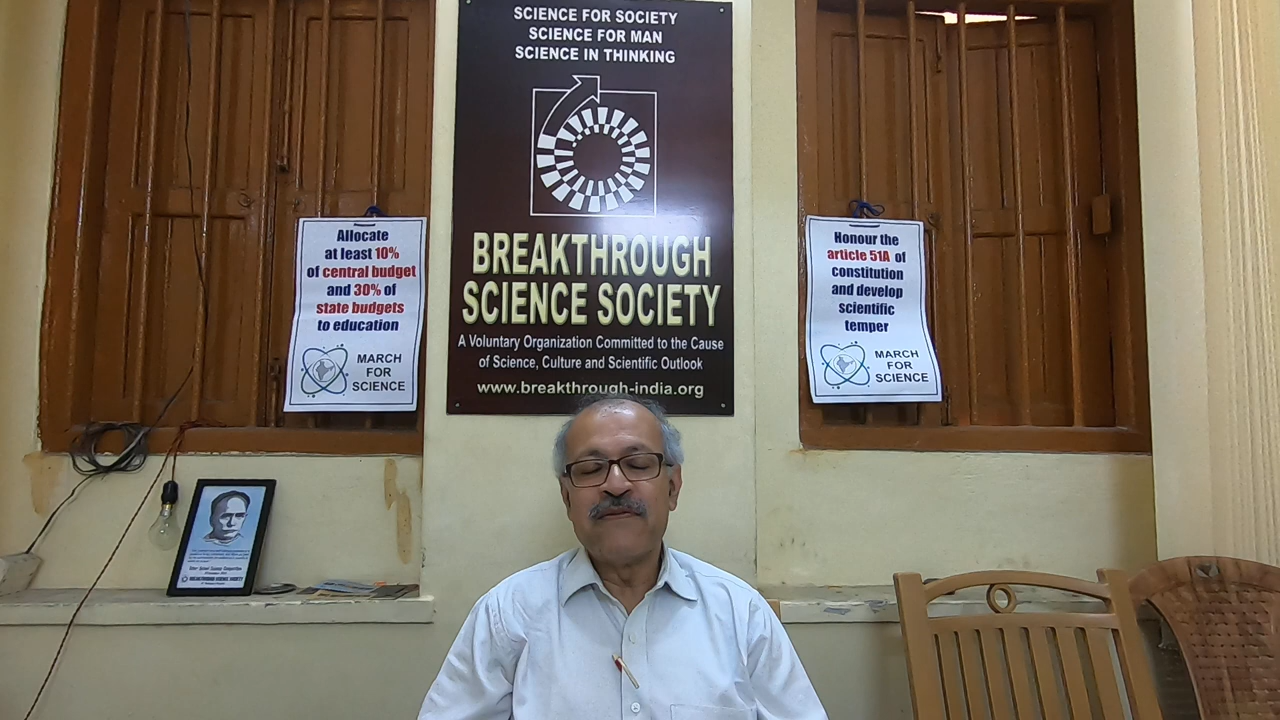 SCIENCE FOR SOCIETY
SCIENCE FOR MAN
SCIENCE IN THINKING
BREAKTHROUGH
SCIENCE SOCIETY
A Voluntary Organization Committed to the Cause
of Science, Culture and Scientific Outlook
www.breakthrough-india.org
Allocate
at least 10%
of central budget
and 30% of
state budgets
to education
MARCH
FOR
SCIENCE
Honour the
article 51A of
constitution
and develop
scientific
temper
MARCH
FOR
SCIENCE
BREAKTHROUGH SCIENCE SOCIETY